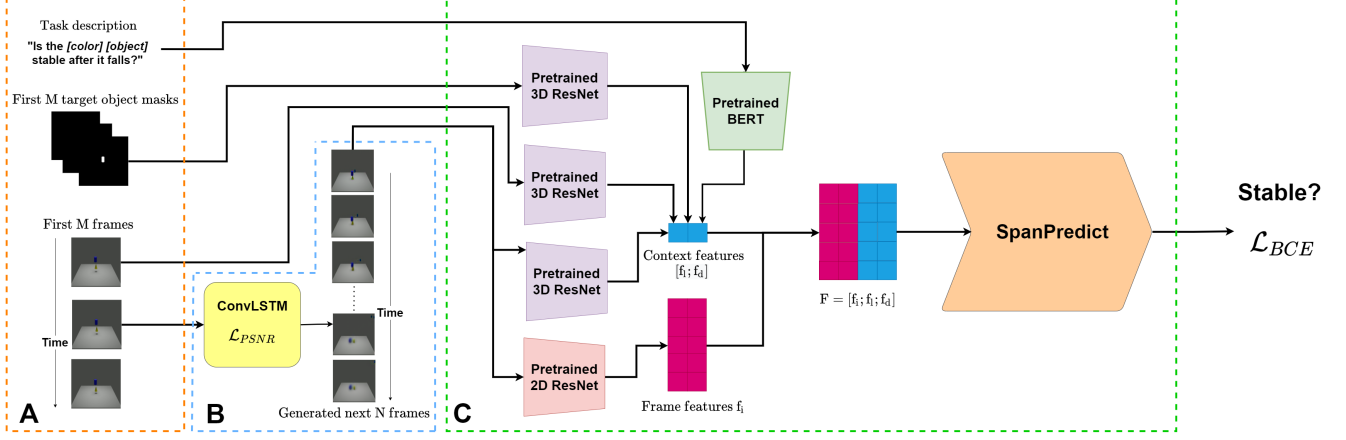 Task description
"Is the [color] [object]
stable after it falls?"
First M target object masks
First M frames
Time
A
ConvLSTM
ℒ_PSNR
B
Time
Generated next N frames
Pretrained
3D ResNet
Pretrained
3D ResNet
Pretrained
3D ResNet
Pretrained
2D ResNet
Pretrained
BERT
Context features
[f_l; f_d]
Frame features f_i
C
F = [f_i; f_l; f_d]
SpanPredict
Stable?
ℒ_BCE